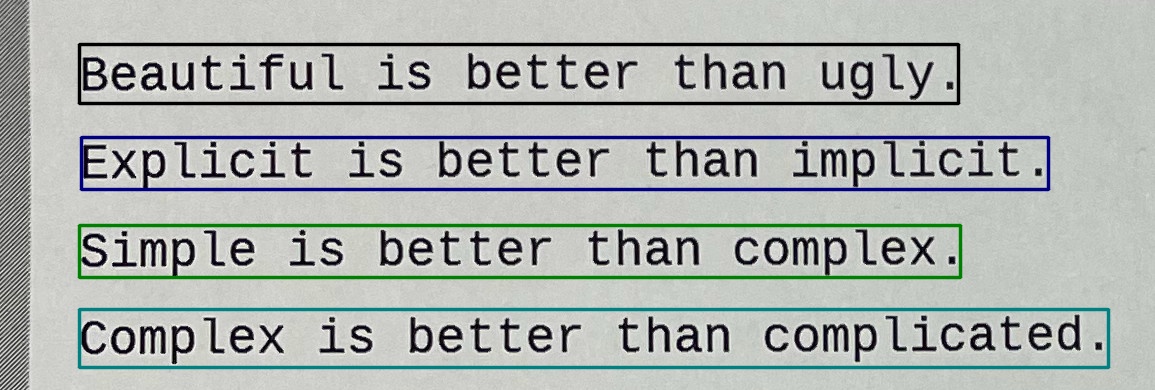 Beautiful is better than ugly.
Explicit is better than implicit.
Simple is better than complex.
Complex is better than complicated.